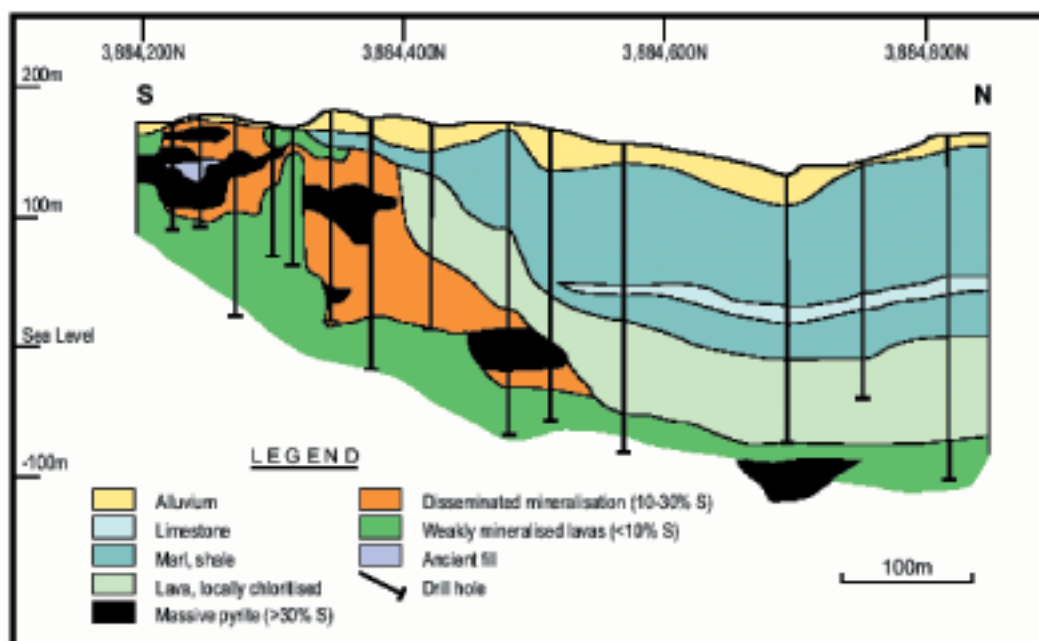 3,884,200N 3,884,400N 3,884,600N 3,884,800N
200m
S N
100m
Sea Level
-100m
LEGEND
Alluvium
Limestone
Marl, shale
Lava, locally chloritised
Massive pyrite (>30% S)
Disseminated mineralisation (10-30% S)
Weakly mineralised lavas (<10% S)
Ancient fill
Drill hole
100m